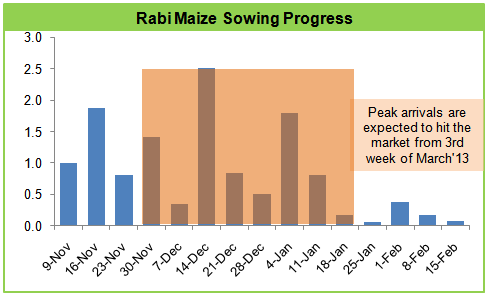 Rabi Maize Sowing Progress
3.0
2.5
2.0
1.5
1.0
0.5
0.0
Peak arrivals are
expected to hit the
market from 3rd
week of March'13
9-Nov
16-Nov
23-Nov
30-Nov
7-Dec
14-Dec
21-Dec
28-Dec
4-Jan
11-Jan
18-Jan
25-Jan
1-Feb
8-Feb
15-Feb